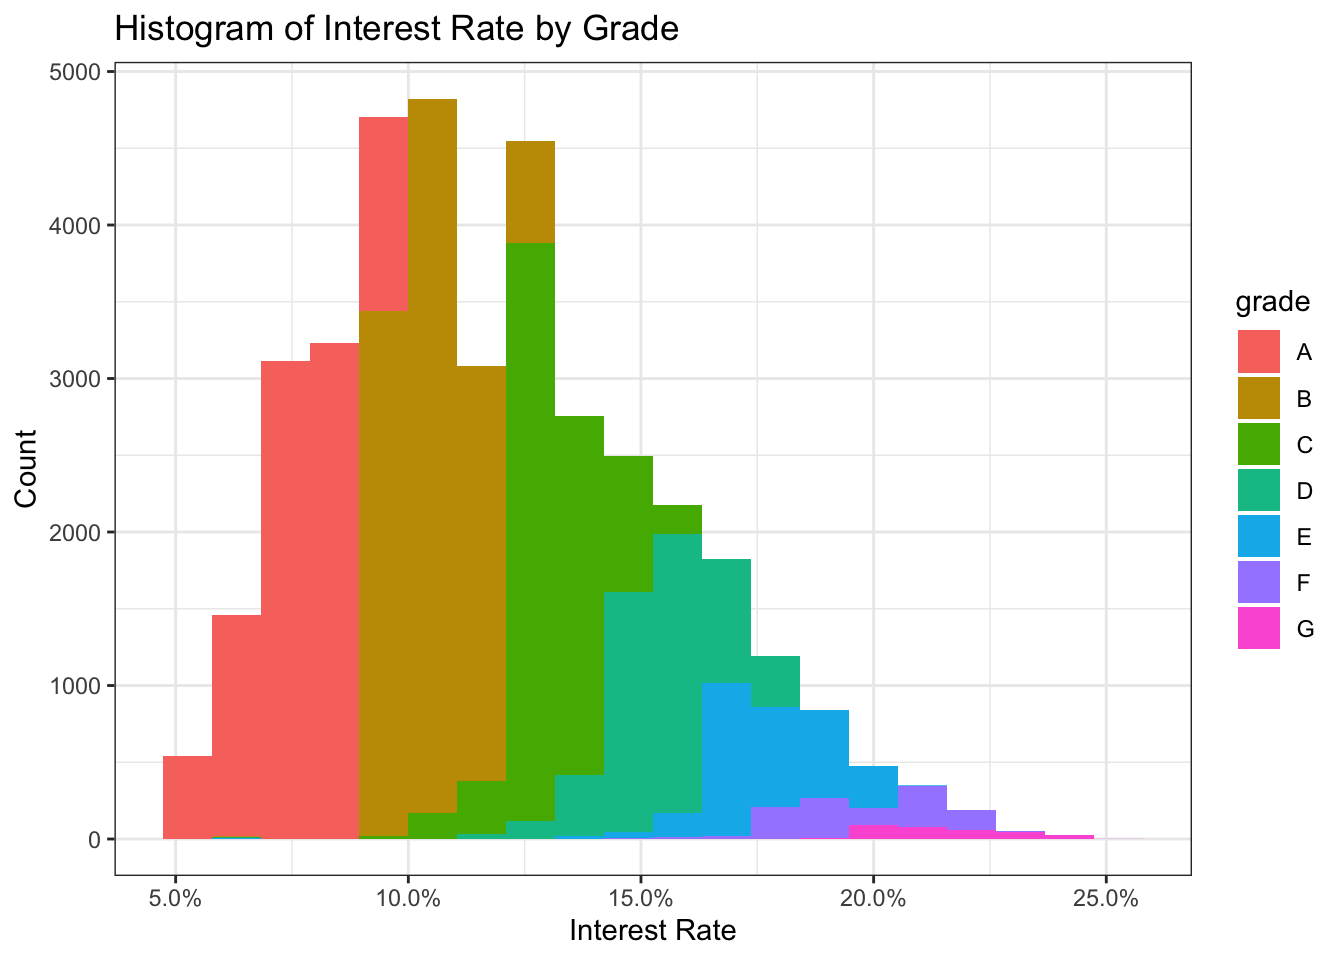 Histogram of Interest Rate by Grade
5000
4000
3000
2000
1000
0
Count
5.0%
10.0%
15.0%
20.0%
25.0%
Interest Rate
grade
A
B
C
D
E
F
G